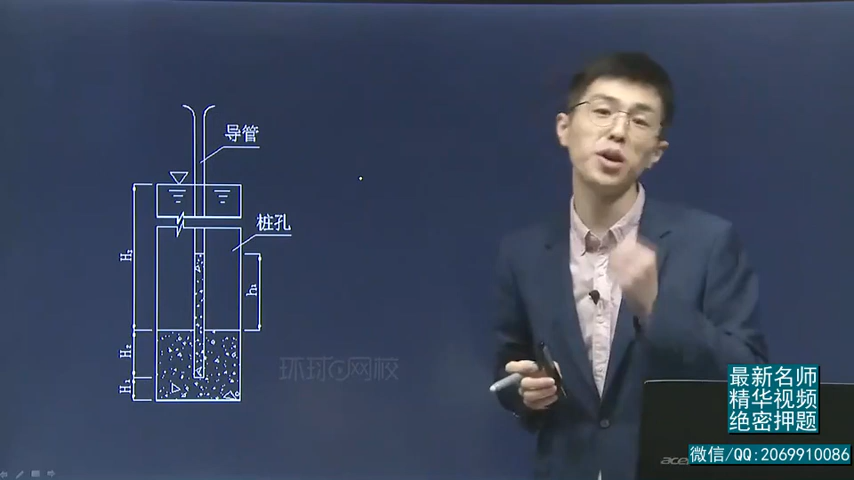 导管
桩孔
H₃
h₁
H₂
H₁
环球网校
最新名师
精华视频
绝密押题
微信/QQ:2069910086
acer